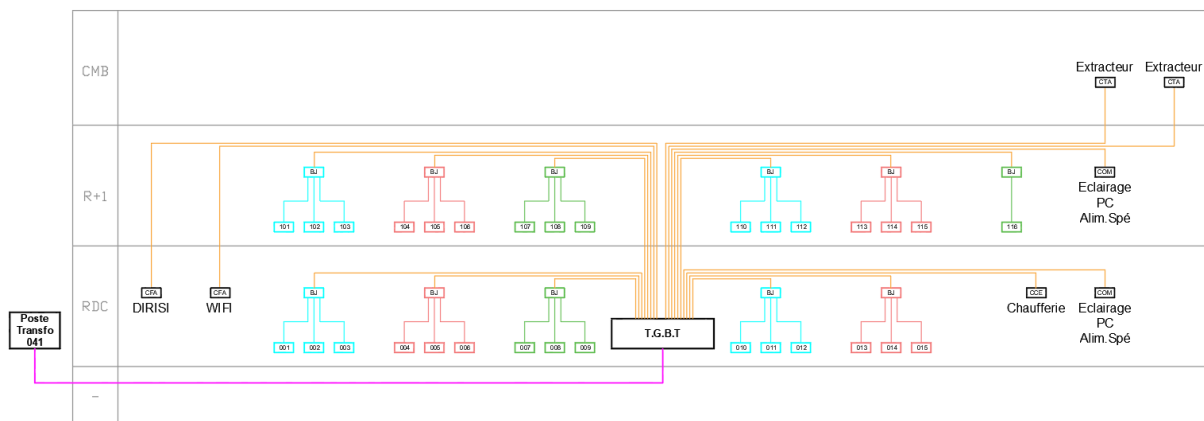 CMB
Extracteur Extracteur
CTA CTA
R+1
BJ BJ BJ BJ BJ BJ COM
Eclairage
PC
Alim.Spé
101 102 103 104 105 106 107 108 109 110 111 112 113 114 115 116
RDC
CFA CFA BJ BJ BJ BJ BJ CCE COM
DIRISI WIFI Chaufferie Eclairage
PC
Alim.Spé
Poste
Transfo
041
T.G.B.T
001 002 003 004 005 006 007 008 009 010 011 012 013 014 015
-